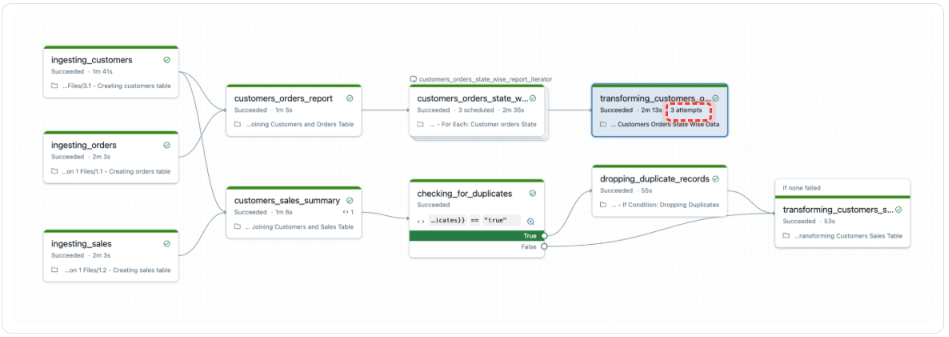 ingesting_customers
Succeeded · 1m 41s
...Files/3.1 - Creating customers table
ingesting_orders
Succeeded · 2m 3s
...on 1 Files/1.1 - Creating orders table
ingesting_sales
Succeeded · 2m 3s
...on 1 Files/1.2 - Creating sales table
customers_orders_report
Succeeded · 1m 5s
...oining Customers and Orders Table
customers_sales_summary
Succeeded · 1m 6s
1
... Joining Customers and Sales Table
customers_orders_state_wise_report_iterator
customers_orders_state_w...
Succeeded · 3 scheduled · 2m 35s
... - For Each: Customer orders State
checking_for_duplicates
Succeeded
...icates}} == "true"
True
False
transforming_customers_o...
Succeeded · 2m 13s · 3 attempts
... Customers Orders State Wise Data
dropping_duplicate_records
Succeeded · 55s
... - If Condition: Dropping Duplicates
If none failed
transforming_customers_s...
Succeeded · 53s
...ransforming Customers Sales Table